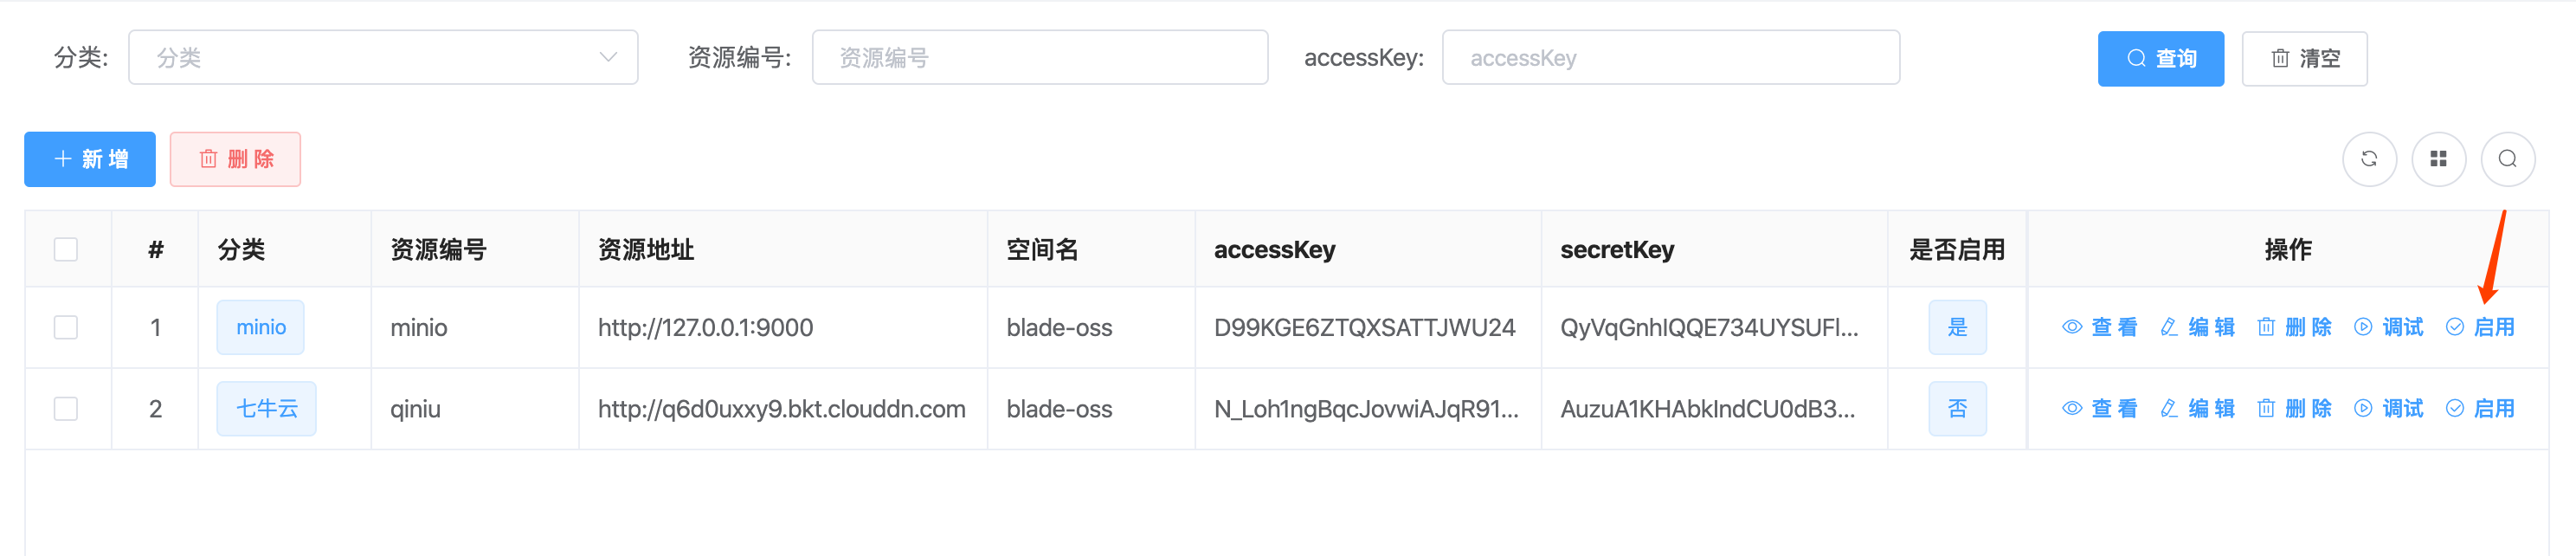 分类: 分类 资源编号: 资源编号 accessKey: accessKey 查询 清空
新 增 删 除
# 分类 资源编号 资源地址 空间名 accessKey secretKey 是否启用 操作
1 minio minio http://127.0.0.1:9000 blade-oss D99KGE6ZTQXSATTJWU24 QyVqGnhIQQE734UYSUFl... 是 查 看 编 辑 删 除 调试 启用
2 七牛云 qiniu http://q6d0uxxy9.bkt.clouddn.com blade-oss N_Loh1ngBqcJovwiAJqR91... AuzuA1KHAbkIndCU0dB3... 否 查 看 编 辑 删 除 调试 启用